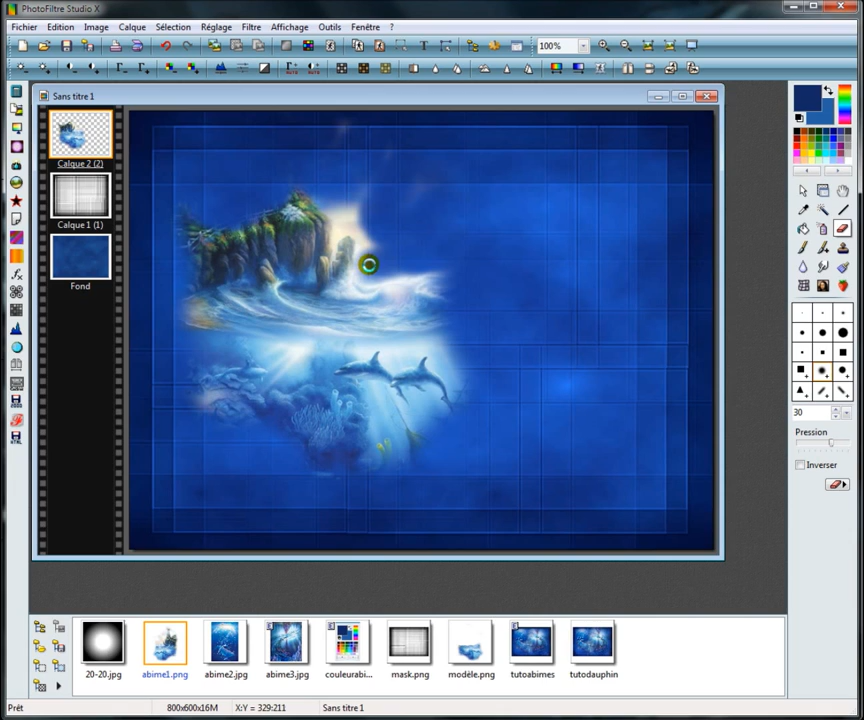 PhotoFiltre Studio X
Fichier Edition Image Calque Sélection Réglage Filtre Affichage Outils Fenêtre ?
100%
Sans titre 1
Calque 2 (2)
Calque 1 (1)
Fond
30
Pression
Inverser
20-20.jpg abime1.png abime2.jpg abime3.jpg couleurabi... mask.png modèle.png tutoabimes tutodauphin
Prêt 800x600x16M X:Y = 329:211 Sans titre 1